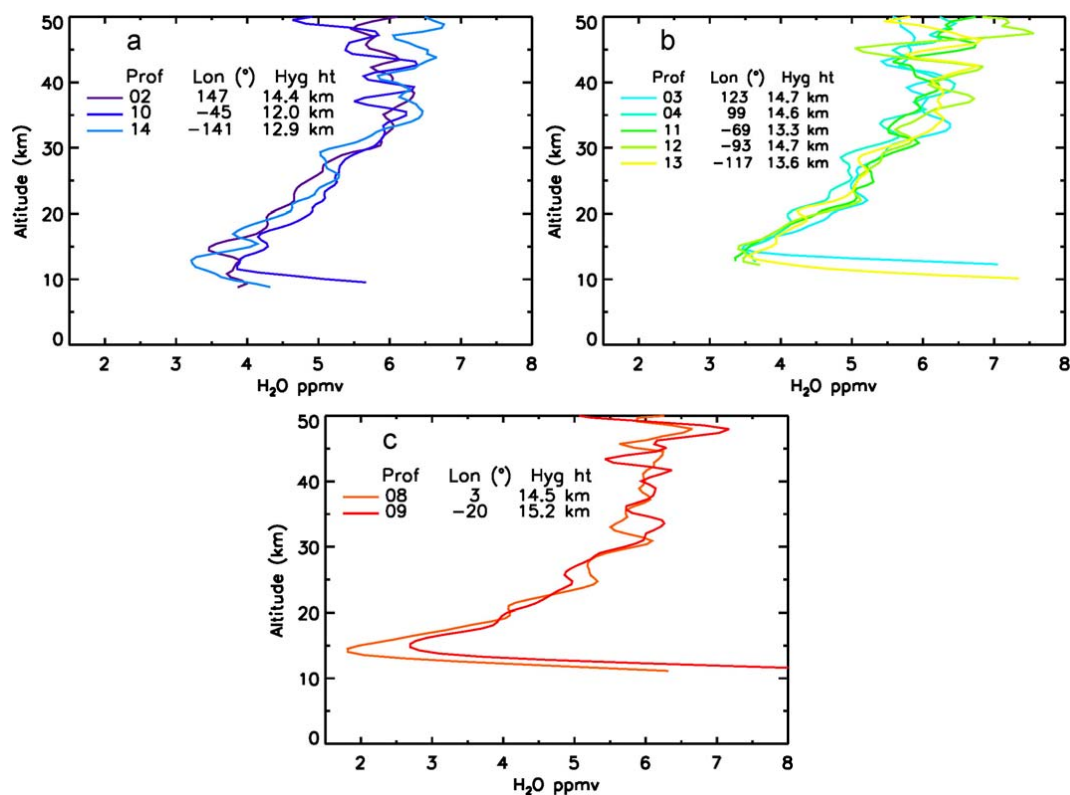 a
Prof Lon (°) Hyg ht
02 147 14.4 km
10 -45 12.0 km
14 -141 12.9 km
Altitude (km)
50
40
30
20
10
0
2 3 4 5 6 7 8
H2O ppmv
b
Prof Lon (°) Hyg ht
03 123 14.7 km
04 99 14.6 km
11 -69 13.3 km
12 -93 14.7 km
13 -117 13.6 km
Altitude (km)
50
40
30
20
10
0
2 3 4 5 6 7 8
H2O ppmv
c
Prof Lon (°) Hyg ht
08 3 14.5 km
09 -20 15.2 km
Altitude (km)
50
40
30
20
10
0
2 3 4 5 6 7 8
H2O ppmv